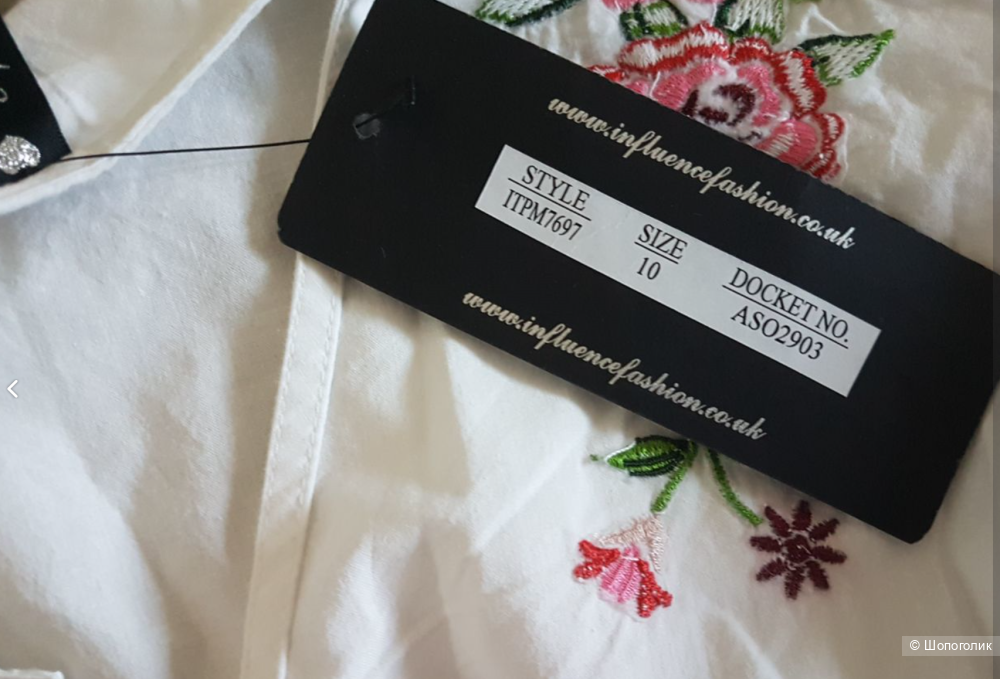 www.influencefashion.co.uk
STYLE
ITPM7697
SIZE
10
DOCKET NO.
ASO2903
www.influencefashion.co.uk
© Шопоголик